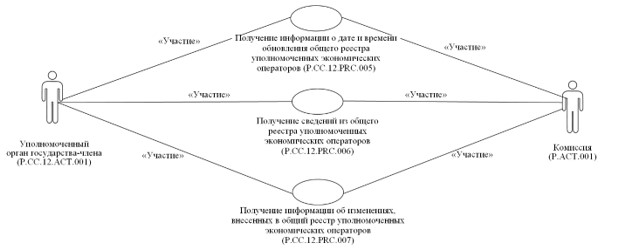 «Участие»
«Участие»
Получение информации о дате и времени
обновления общего реестра
уполномоченных экономических
операторов (P.CC.12.PRC.005)
«Участие»
«Участие»
Получение сведений из общего
реестра уполномоченных
экономических операторов
(P.CC.12.PRC.006)
Уполномоченный
орган государства-члена
(P.CC.12.ACT.001)
Комиссия
(P.ACT.001)
«Участие»
«Участие»
Получение информации об изменениях,
внесенных в общий реестр уполномоченных
экономических операторов
(P.CC.12.PRC.007)